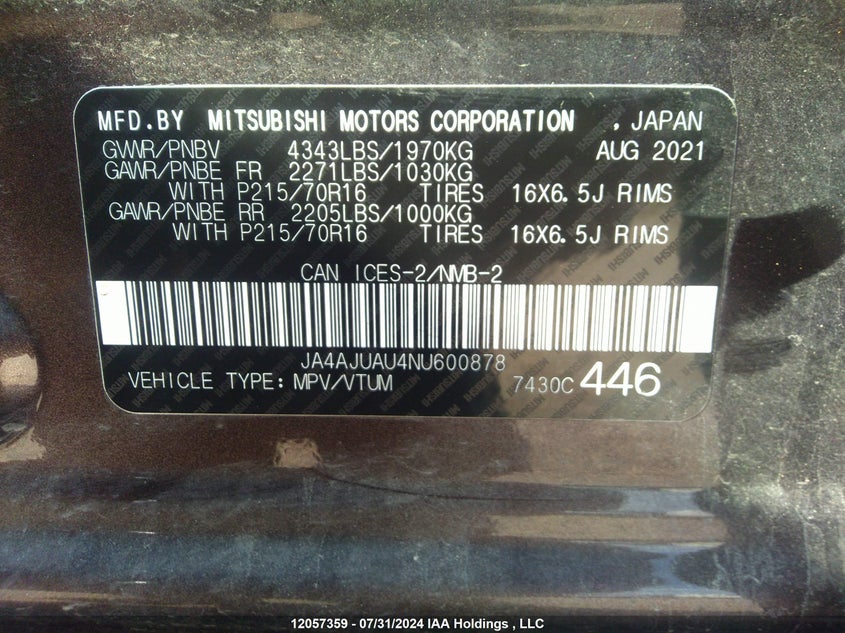 MFD.BY MITSUBISHI MOTORS CORPORATION , JAPAN
GVWR/PNBV 4343LBS/1970KG AUG 2021
GAWR/PNBE FR 2271LBS/1030KG
WITH P215/70R16 TIRES 16X6.5J RIMS
GAWR/PNBE RR 2205LBS/1000KG
WITH P215/70R16 TIRES 16X6.5J RIMS
CAN ICES-2/NMB-2
JA4AJUAU4NU600878
VEHICLE TYPE: MPV/VTUM 7430C 446
12057359 - 07/31/2024 IAA Holdings , LLC